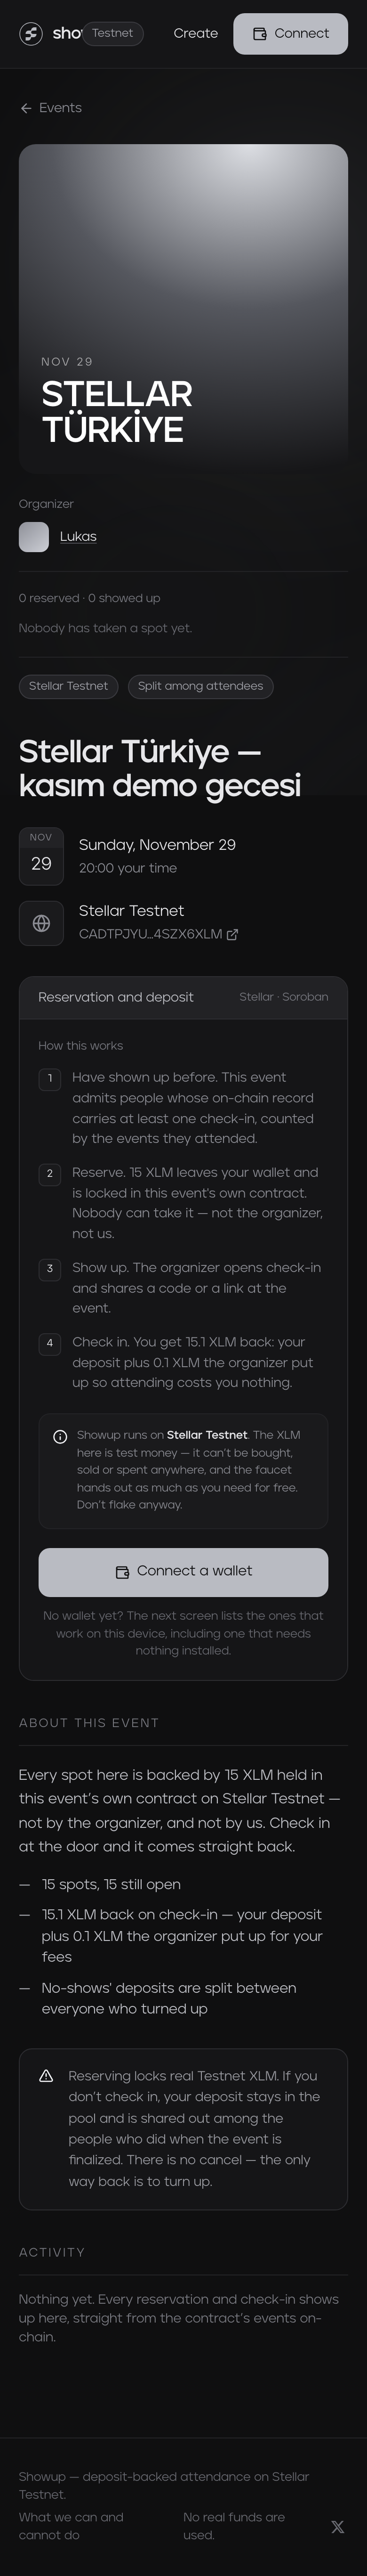 Testnet
Create
Connect
Events
NOV 29
STELLAR
TÜRKİYE
Organizer
Lukas
0 reserved · 0 showed up
Nobody has taken a spot yet.
Stellar Testnet
Split among attendees
Stellar Türkiye —
kasım demo gecesi
NOV
29
Sunday, November 29
20:00 your time
Stellar Testnet
CADTPJYU…4SZX6XLM
Reservation and deposit
Stellar · Soroban
How this works
1
Have shown up before. This event
admits people whose on-chain record
carries at least one check-in, counted
by the events they attended.
2
Reserve. 15 XLM leaves your wallet and
is locked in this event's own contract.
Nobody can take it — not the organizer,
not us.
3
Show up. The organizer opens check-in
and shares a code or a link at the
event.
4
Check in. You get 15.1 XLM back: your
deposit plus 0.1 XLM the organizer put
up so attending costs you nothing.
Showup runs on Stellar Testnet. The XLM
here is test money — it can't be bought,
sold or spent anywhere, and the faucet
hands out as much as you need for free.
Don't flake anyway.
Connect a wallet
No wallet yet? The next screen lists the ones that
work on this device, including one that needs
nothing installed.
ABOUT THIS EVENT
Every spot here is backed by 15 XLM held in
this event's own contract on Stellar Testnet —
not by the organizer, and not by us. Check in
at the door and it comes straight back.
— 15 spots, 15 still open
— 15.1 XLM back on check-in — your deposit
plus 0.1 XLM the organizer put up for your
fees
— No-shows' deposits are split between
everyone who turned up
Reserving locks real Testnet XLM. If you
don't check in, your deposit stays in the
pool and is shared out among the
people who did when the event is
finalized. There is no cancel — the only
way back is to turn up.
ACTIVITY
Nothing yet. Every reservation and check-in shows
up here, straight from the contract's events on-
chain.
Showup — deposit-backed attendance on Stellar
Testnet.
What we can and
cannot do
No real funds are
used.